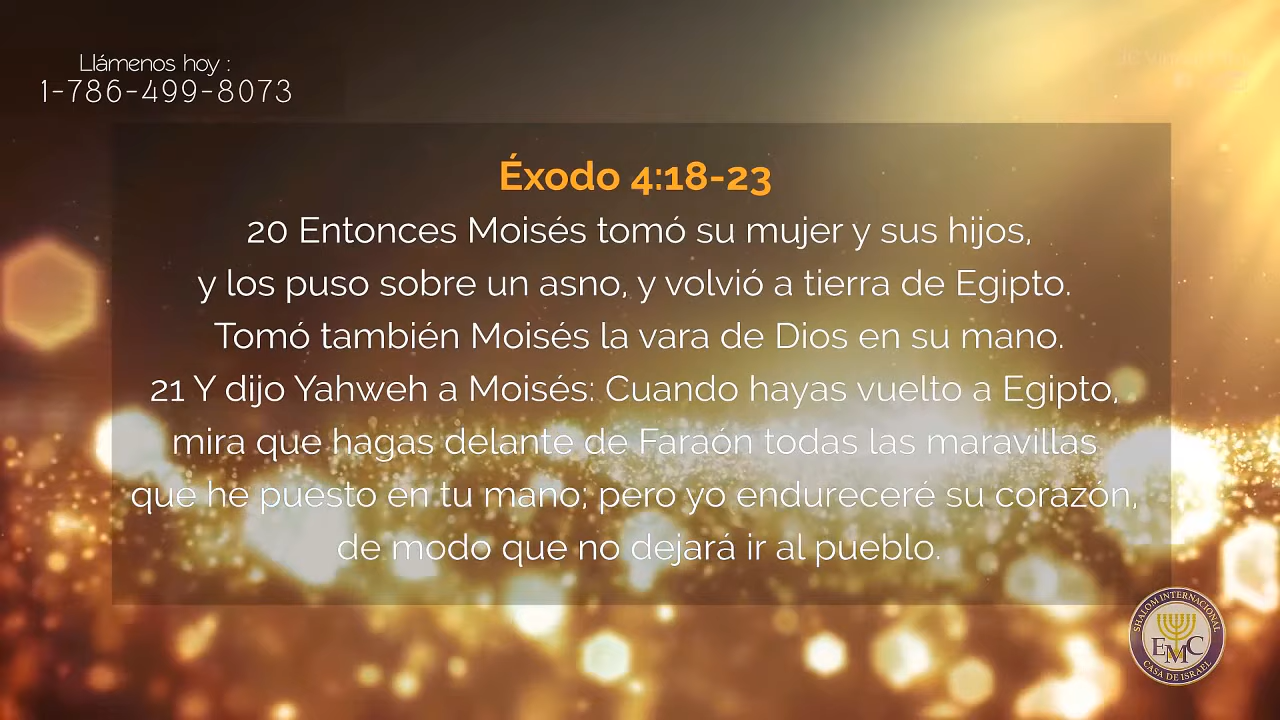 Llámenos hoy :
1-786-499-8073
Éxodo 4:18-23
20 Entonces Moisés tomó su mujer y sus hijos,
y los puso sobre un asno, y volvió a tierra de Egipto.
Tomó también Moisés la vara de Dios en su mano.
21 Y dijo Yahweh a Moisés: Cuando hayas vuelto a Egipto,
mira que hagas delante de Faraón todas las maravillas
que he puesto en tu mano; pero yo endureceré su corazón,
de modo que no dejará ir al pueblo.
SHALOM INTERNACIONAL
EMC
CASA DE ISRAEL